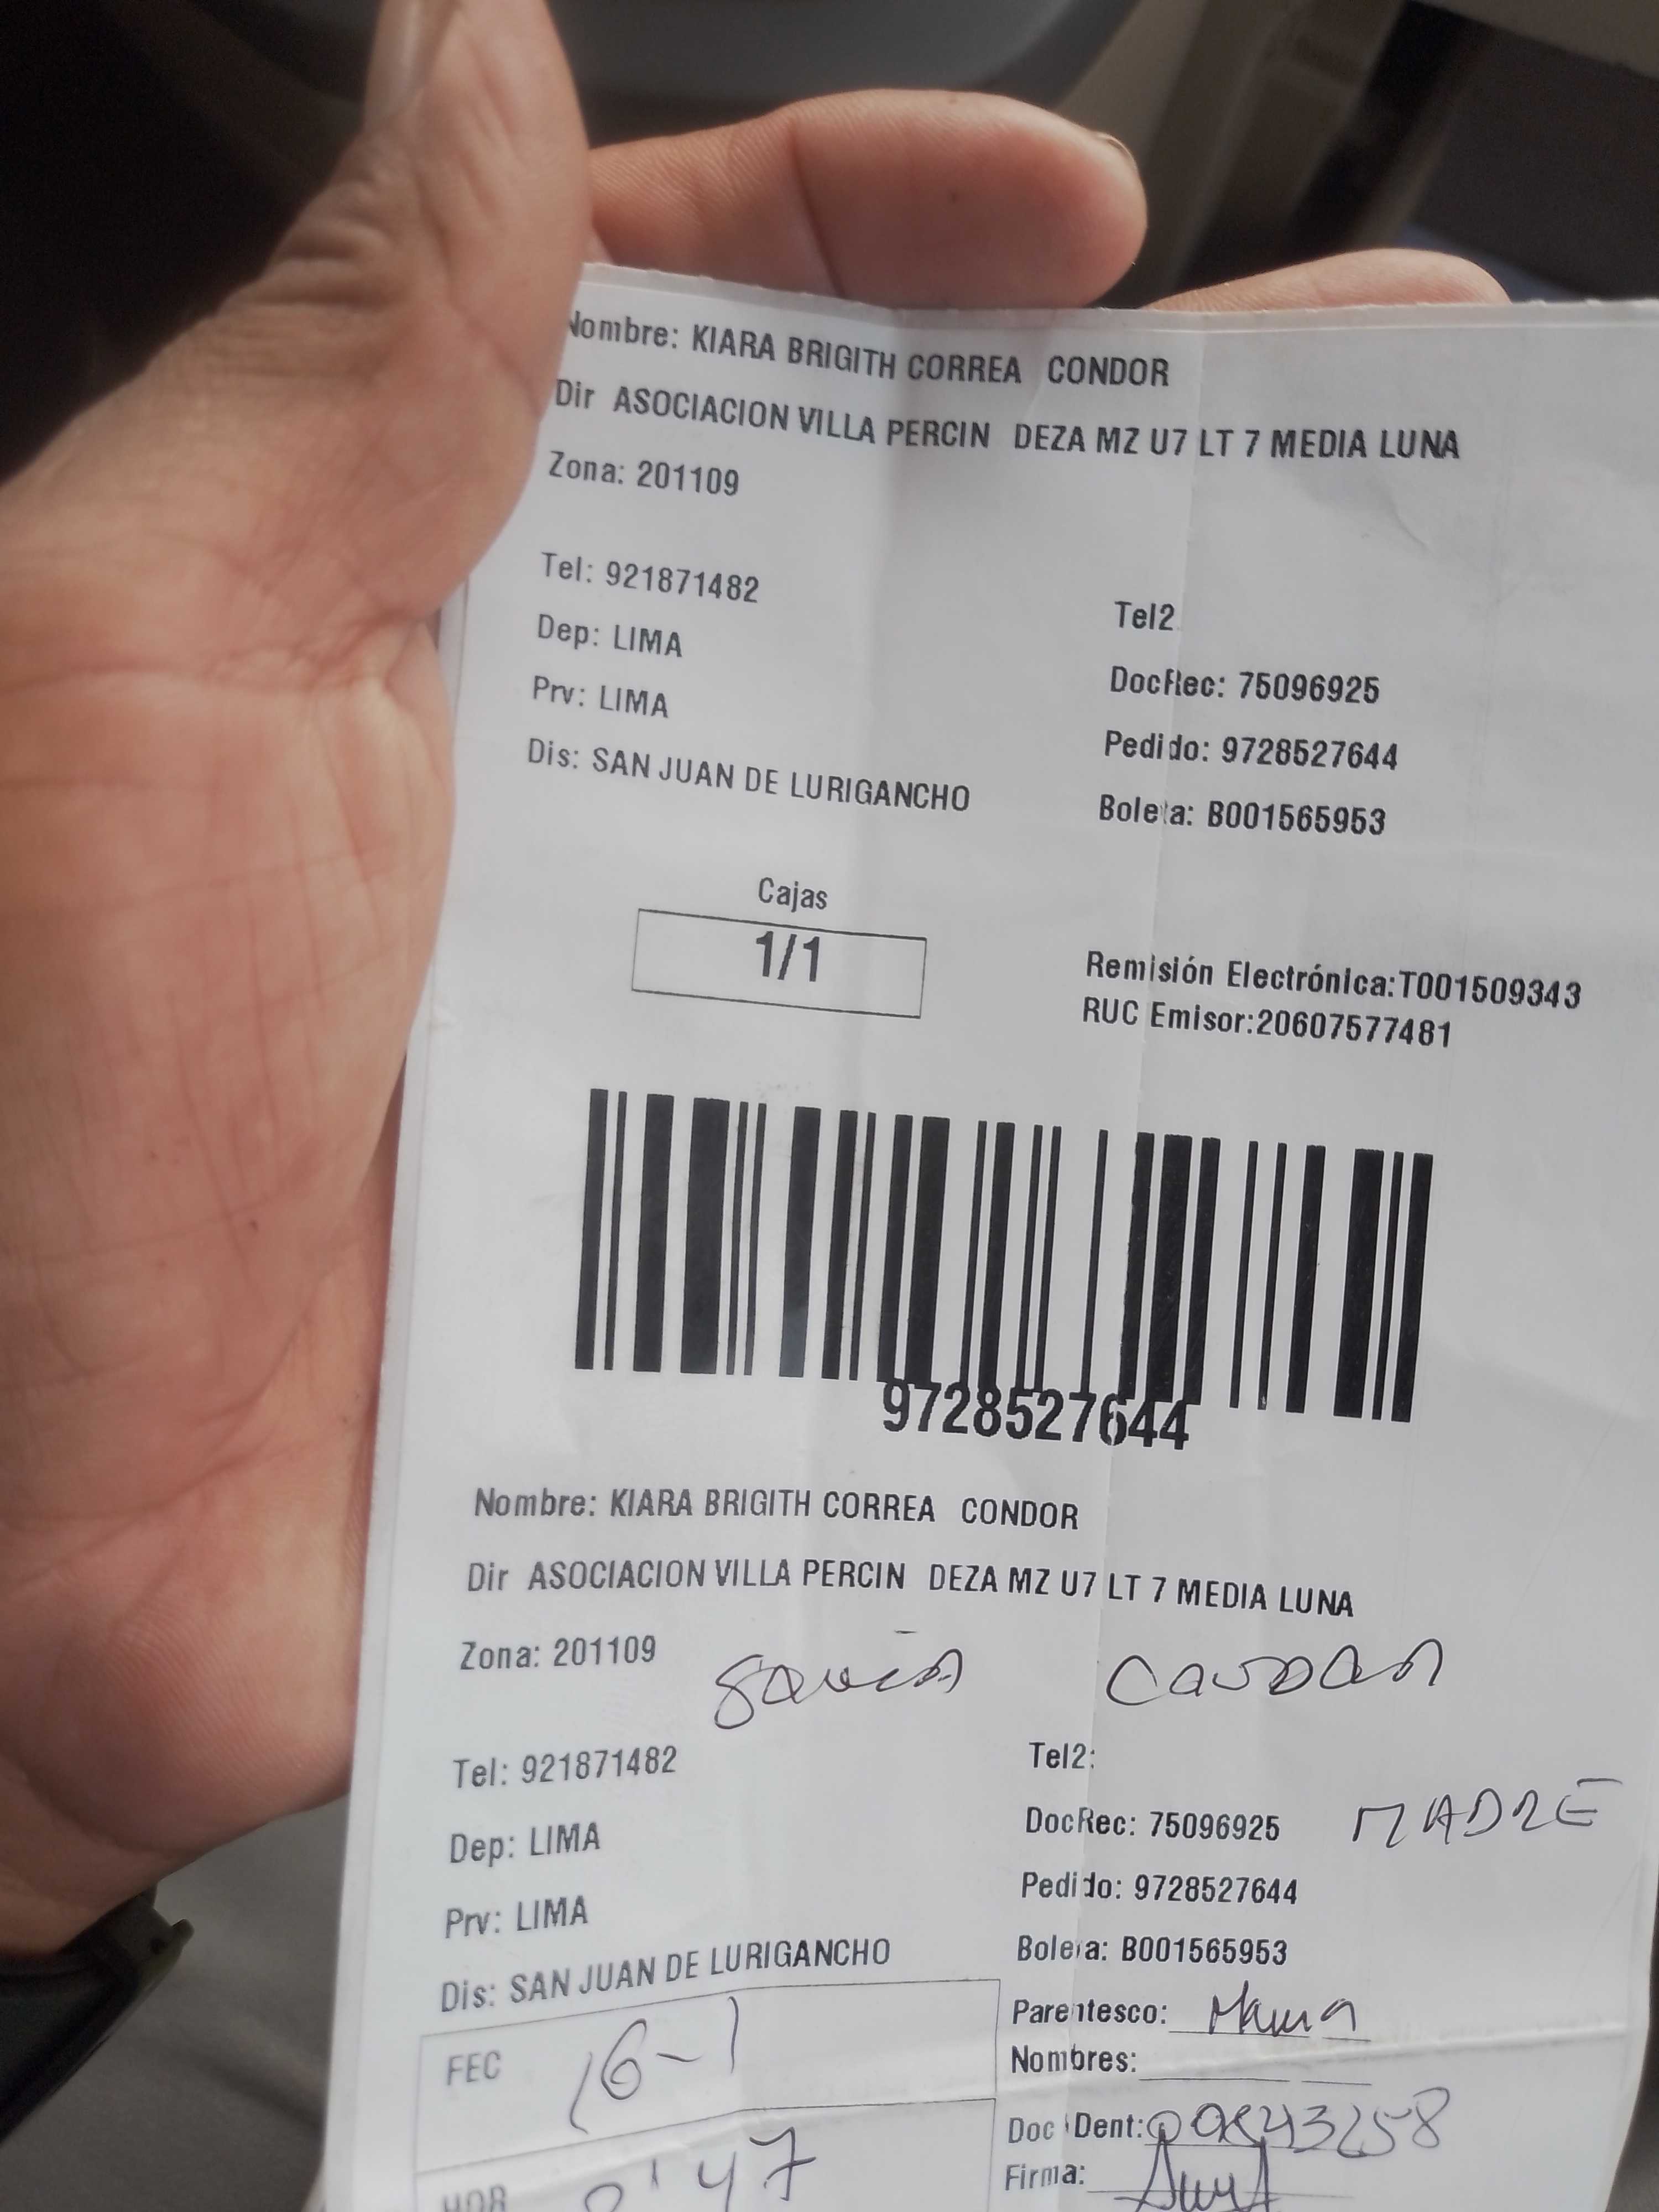 Nombre: KIARA BRIGITH CORREA CONDOR
Dir ASOCIACION VILLA PERCIN DEZA MZ U7 LT 7 MEDIA LUNA
Zona: 201109
Tel: 921871482
Tel2
Dep: LIMA
DocRec: 75096925
Prv: LIMA
Pedido: 9728527644
Dis: SAN JUAN DE LURIGANCHO
Boleta: B001565953
Cajas
1/1
Remisión Electrónica:T001509343
RUC Emisor:20607577481
9728527644
Nombre: KIARA BRIGITH CORREA CONDOR
Dir ASOCIACION VILLA PERCIN DEZA MZ U7 LT 7 MEDIA LUNA
Zona: 201109
Tel: 921871482
Tel2:
DocRec: 75096925 MADRE
Dep: LIMA
Pedido: 9728527644
Prv: LIMA
Boleta: B001565953
Dis: SAN JUAN DE LURIGANCHO
Parentesco: Mama
FEC 16-1
Nombres:
Doc Dent:
HOR
Firma: